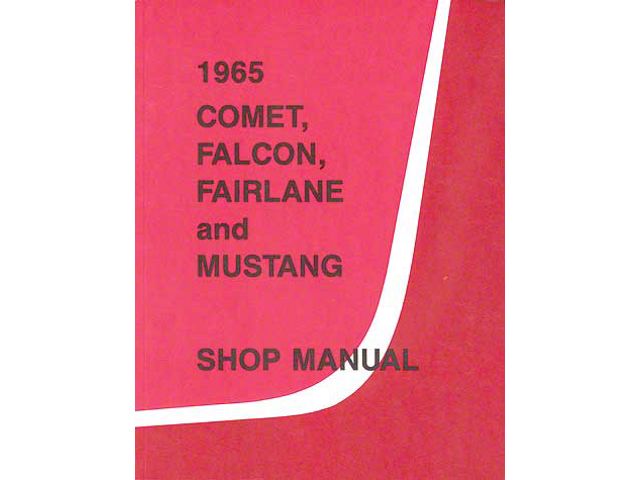 1965
COMET,
FALCON,
FAIRLANE
and
MUSTANG
SHOP MANUAL